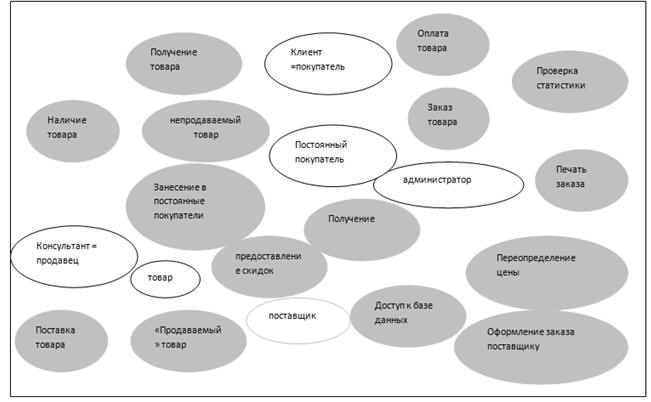 Получение
товара
Клиент
=покупатель
Оплата
товара
Проверка
статистики
Наличие
товара
непродаваемый
товар
Заказ
товара
Постоянный
покупатель
администратор
Печать
заказа
Занесение в
постоянные
покупатели
Получение
Консультант =
продавец
товар
предоставлени
е скидок
Переопределение
цены
поставщик
Доступ к базе
данных
Поставка
товара
«Продаваемый
» товар
Оформление заказа
поставщику